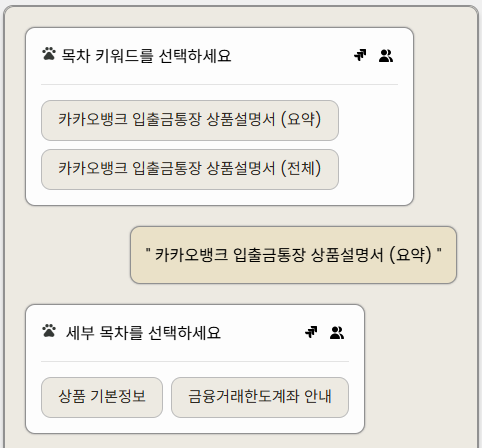 목차 키워드를 선택하세요
카카오뱅크 입출금통장 상품설명서 (요약)
카카오뱅크 입출금통장 상품설명서 (전체)
" 카카오뱅크 입출금통장 상품설명서 (요약) "
세부 목차를 선택하세요
상품 기본정보 금융거래한도계좌 안내